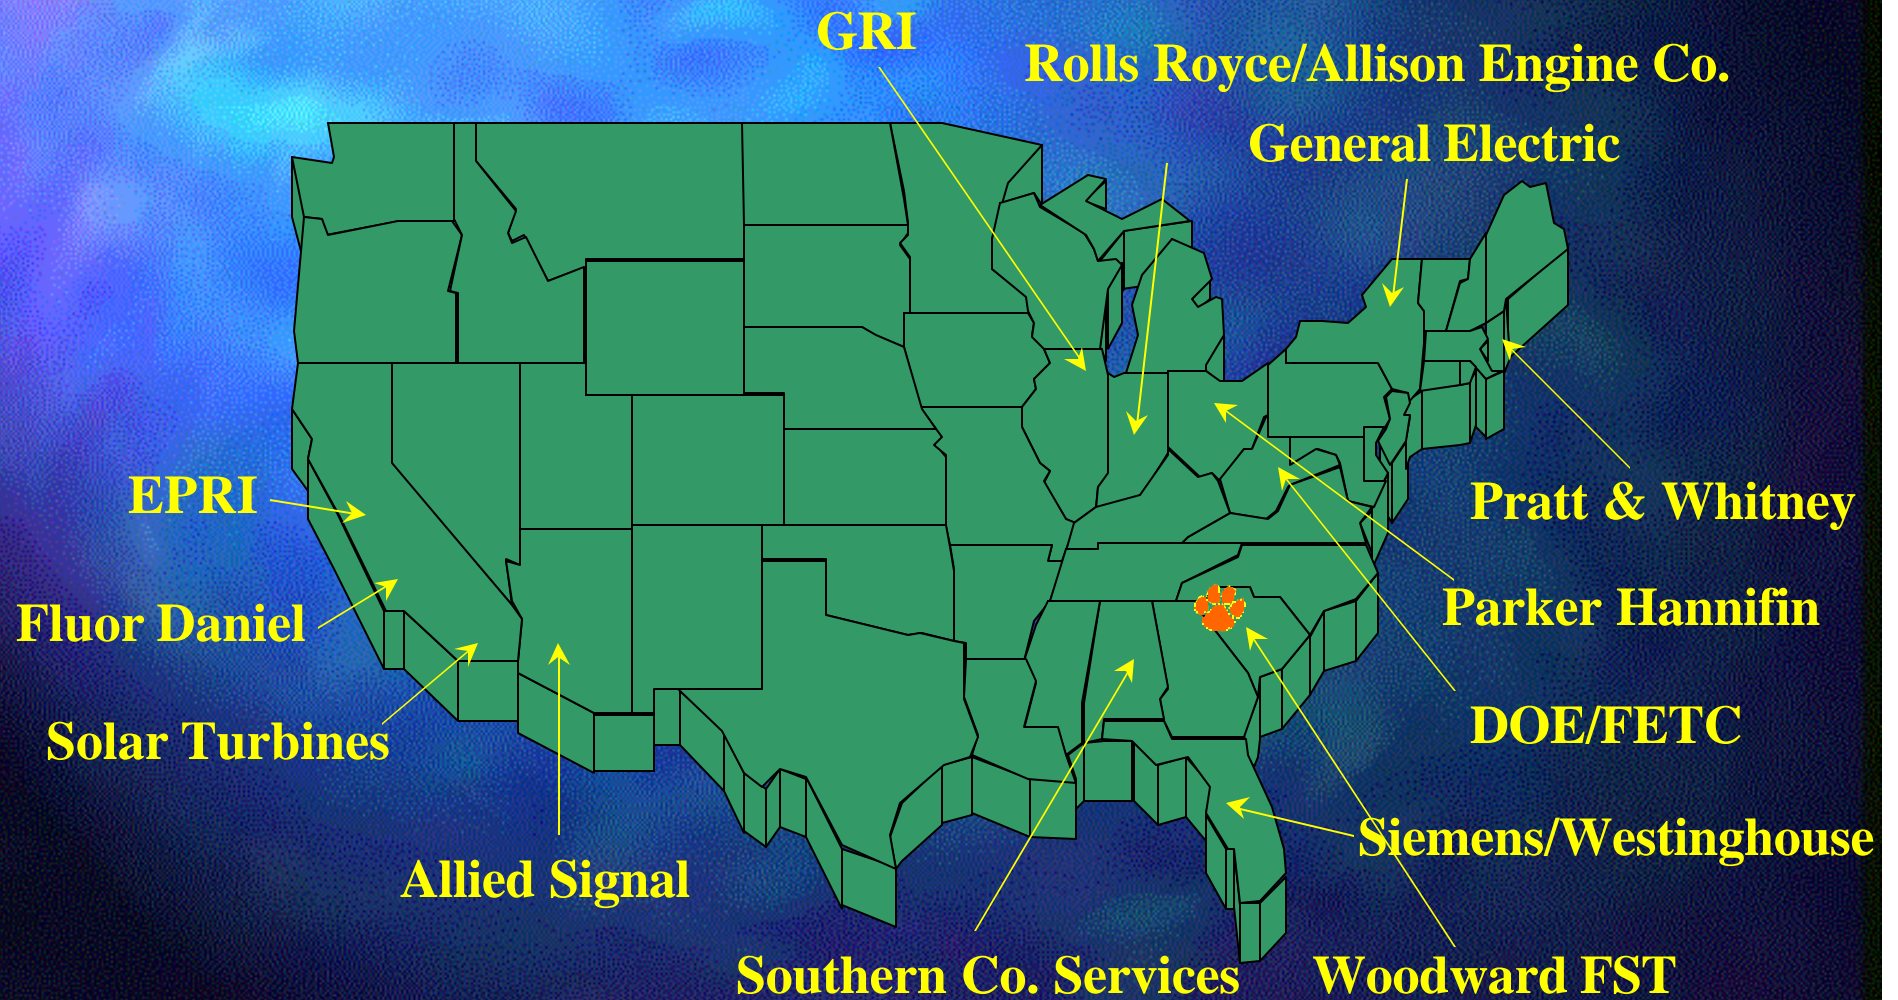 GRI
Rolls Royce/Allison Engine Co.
General Electric
EPRI
Pratt & Whitney
Fluor Daniel
Parker Hannifin
Solar Turbines
DOE/FETC
Siemens/Westinghouse
Allied Signal
Southern Co. Services
Woodward FST